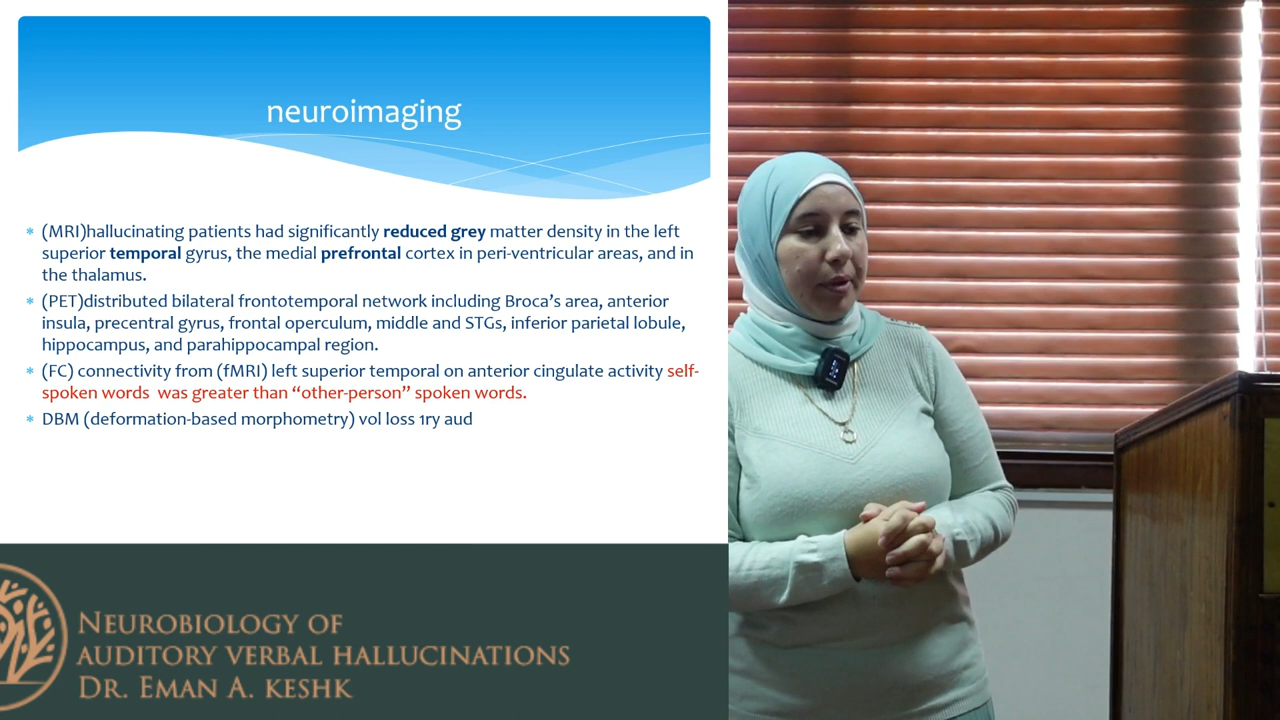 neuroimaging
* (MRI)hallucinating patients had significantly reduced grey matter density in the left
superior temporal gyrus, the medial prefrontal cortex in peri-ventricular areas, and in
the thalamus.
* (PET)distributed bilateral frontotemporal network including Broca's area, anterior
insula, precentral gyrus, frontal operculum, middle and STGs, inferior parietal lobule,
hippocampus, and parahippocampal region.
* (FC) connectivity from (fMRI) left superior temporal on anterior cingulate activity self-
spoken words was greater than “other-person” spoken words.
* DBM (deformation-based morphometry) vol loss 1ry aud
NEUROBIOLOGY OF
AUDITORY VERBAL HALLUCINATIONS
DR. EMAN A. KESHK